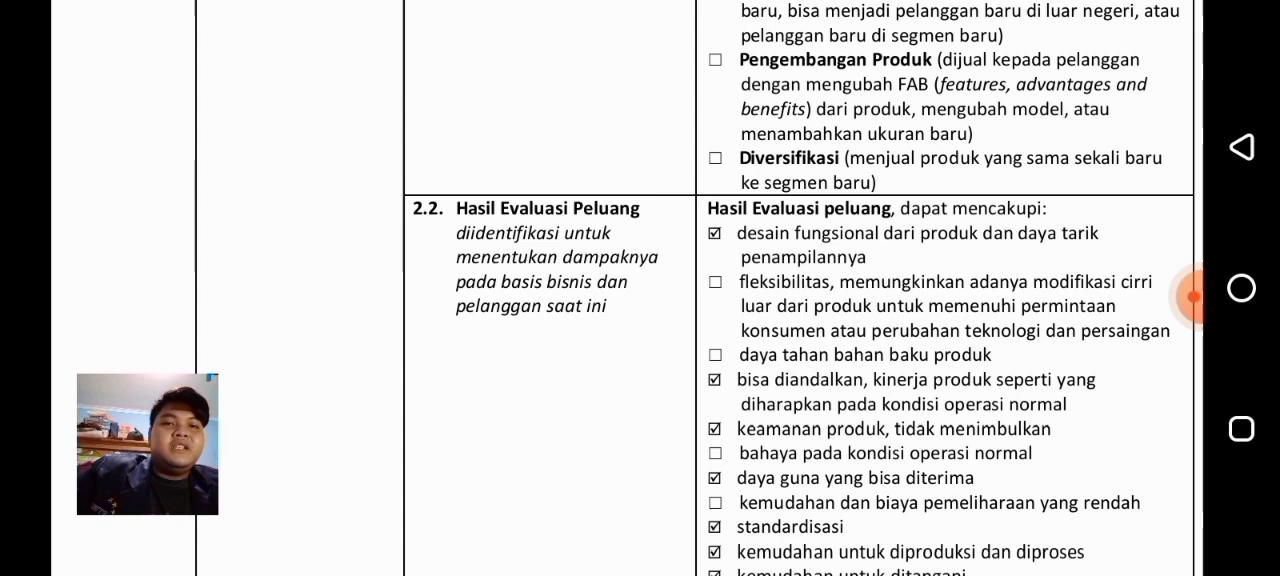 baru, bisa menjadi pelanggan baru di luar negeri, atau
pelanggan baru di segmen baru)
☐ Pengembangan Produk (dijual kepada pelanggan
dengan mengubah FAB (features, advantages and
benefits) dari produk, mengubah model, atau
menambahkan ukuran baru)
☐ Diversifikasi (menjual produk yang sama sekali baru
ke segmen baru)
2.2. Hasil Evaluasi Peluang
diidentifikasi untuk
menentukan dampaknya
pada basis bisnis dan
pelanggan saat ini
Hasil Evaluasi peluang, dapat mencakupi:
☑ desain fungsional dari produk dan daya tarik
penampilannya
☐ fleksibilitas, memungkinkan adanya modifikasi cirri
luar dari produk untuk memenuhi permintaan
konsumen atau perubahan teknologi dan persaingan
☐ daya tahan bahan baku produk
☑ bisa diandalkan, kinerja produk seperti yang
diharapkan pada kondisi operasi normal
☑ keamanan produk, tidak menimbulkan
☐ bahaya pada kondisi operasi normal
☑ daya guna yang bisa diterima
☐ kemudahan dan biaya pemeliharaan yang rendah
☑ standardisasi
☑ kemudahan untuk diproduksi dan diproses
☑ kemudahan untuk ditangani